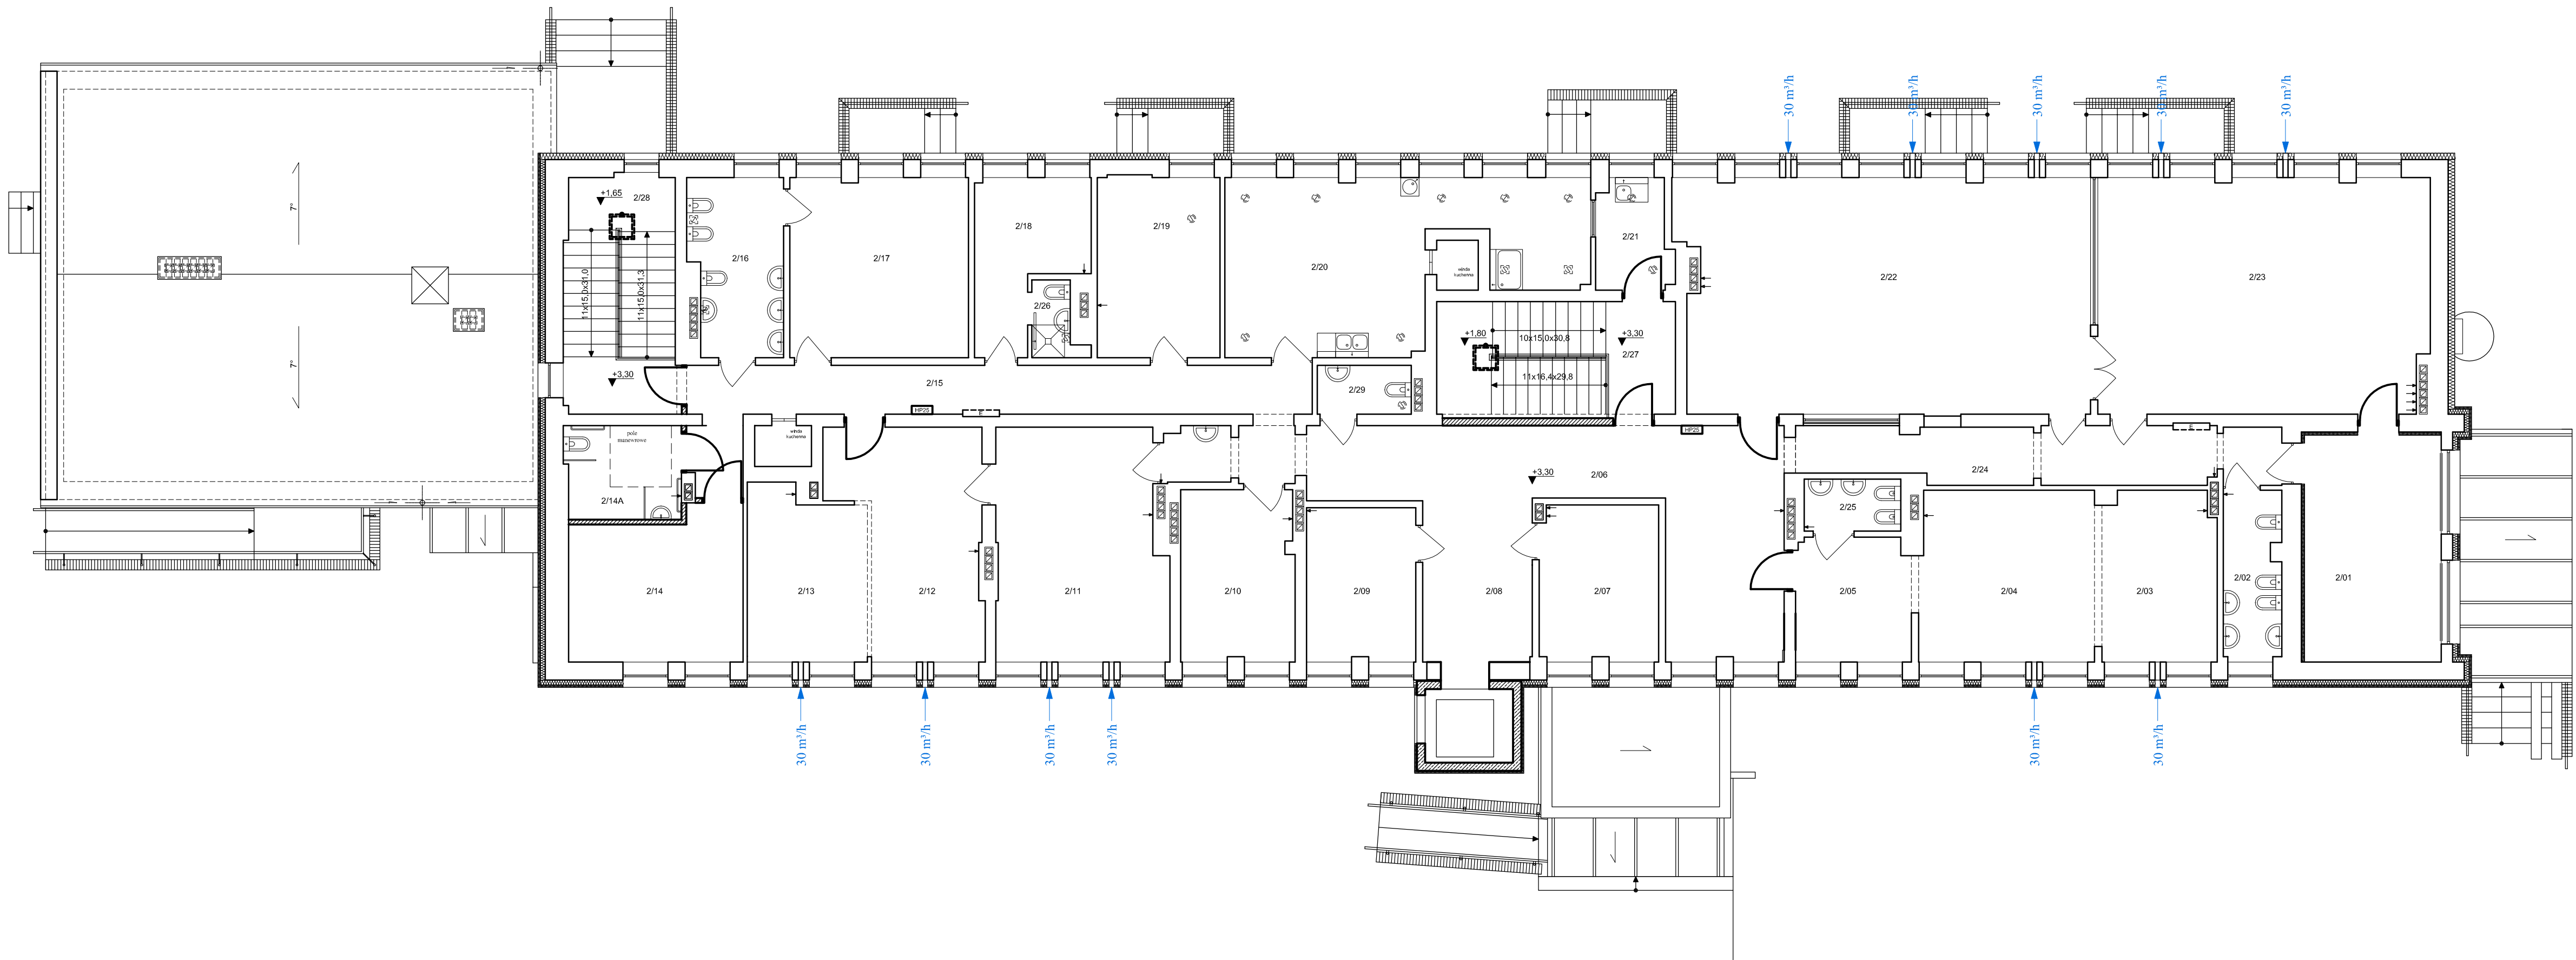 30 m³/h
30 m³/h
30 m³/h
30 m³/h
30 m³/h
+1,65
2/28
7°
2/16
2/17
2/18
2/19
2/20
2/21
2/22
2/23
winda
kuchenna
11x15,0x31,0
11x15,0x31,3
2/26
+1,80
10x15,0x30,8
+3,30
2/27
7°
+3,30
2/15
11x16,4x29,8
2/29
HP25
pole
manewrowe
winda
kuchenna
HP25
+3,30
2/06
2/24
2/14A
2/25
2/14
2/13
2/12
2/11
2/10
2/09
2/08
2/07
2/05
2/04
2/03
2/02
2/01
30 m³/h
30 m³/h
30 m³/h
30 m³/h
30 m³/h
30 m³/h